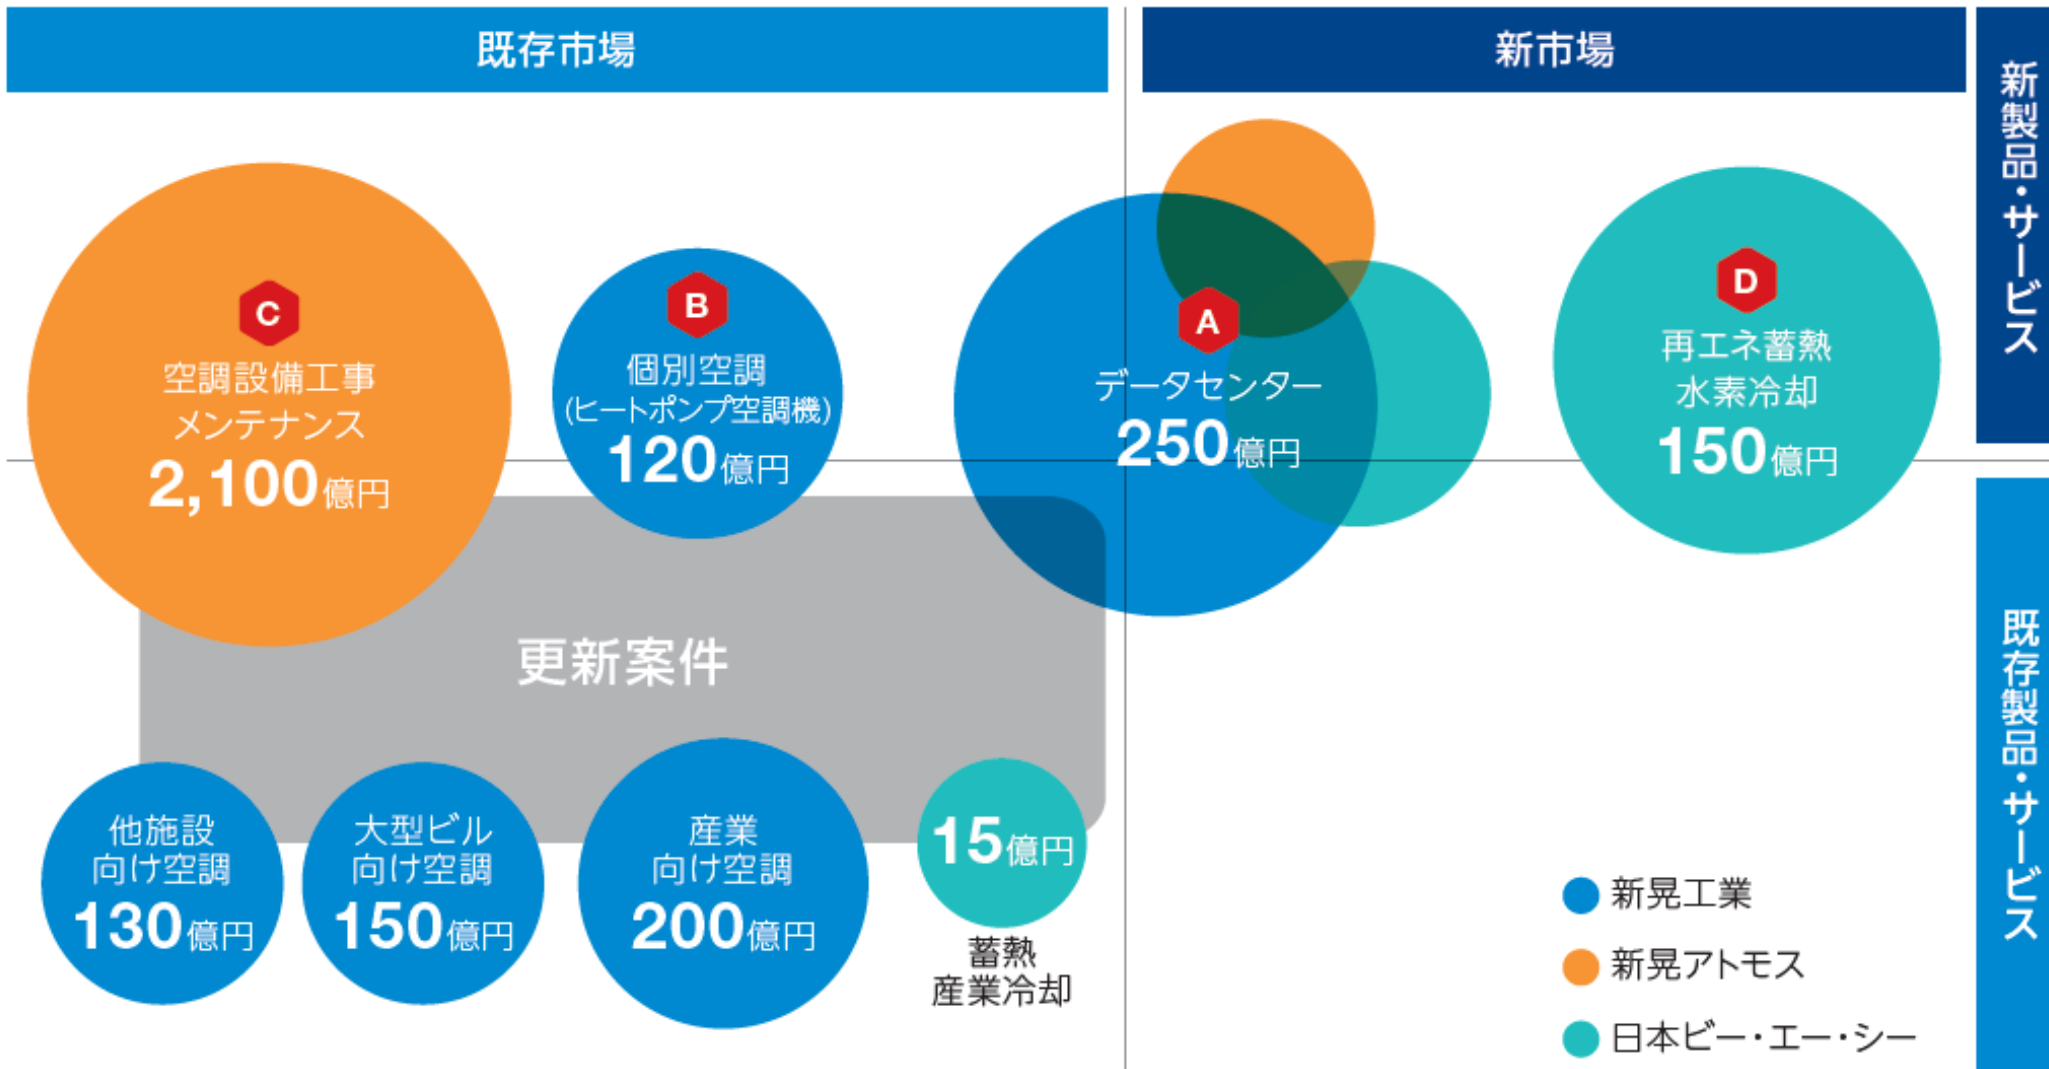 既存市場
新市場
新製品・サービス
既存製品・サービス
C
空調設備工事
メンテナンス
2,100億円
B
個別空調
(ヒートポンプ空調機)
120億円
A
データセンター
250億円
D
再エネ蓄熱
水素冷却
150億円
更新案件
他施設
向け空調
130億円
大型ビル
向け空調
150億円
産業
向け空調
200億円
15億円
蓄熱
産業冷却
新晃工業
新晃アトモス
日本ビー・エー・シー